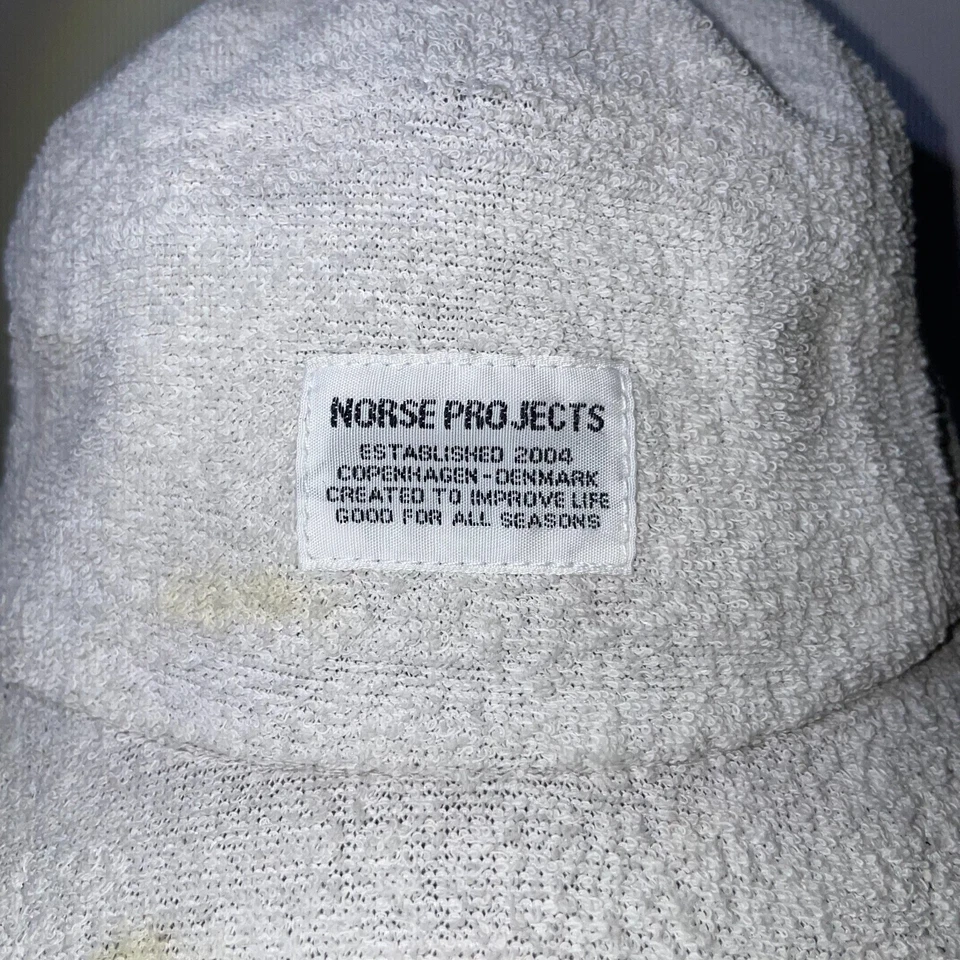 NORSE PROJECTS
ESTABLISHED 2004
COPENHAGEN-DENMARK
CREATED TO IMPROVE LIFE
GOOD FOR ALL SEASONS